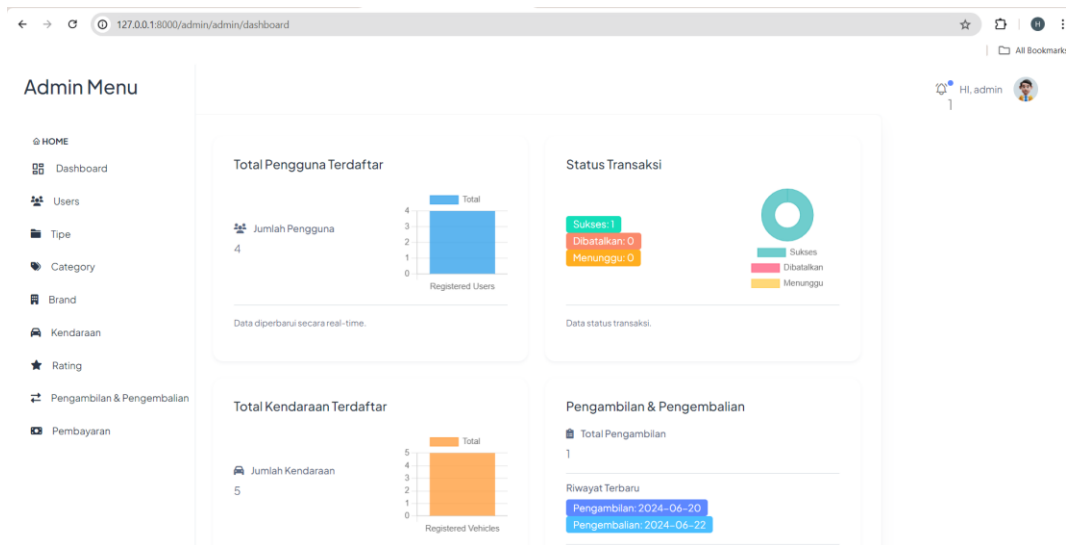 127.0.0.1:8000/admin/admin/dashboard
H
All Bookmarks
Admin Menu
HI, admin
1
HOME
Dashboard
Users
Tipe
Category
Brand
Kendaraan
Rating
Pengambilan & Pengembalian
Pembayaran
Total Pengguna Terdaftar
Jumlah Pengguna
4
Total
4
3
2
1
0
Registered Users
Data diperbarui secara real-time.
Status Transaksi
Sukses: 1
Dibatalkan: 0
Menunggu: 0
Sukses
Dibatalkan
Menunggu
Data status transaksi.
Total Kendaraan Terdaftar
Jumlah Kendaraan
5
Total
5
4
3
2
1
0
Registered Vehicles
Pengambilan & Pengembalian
Total Pengambilan
1
Riwayat Terbaru
Pengambilan: 2024-06-20
Pengembalian: 2024-06-22